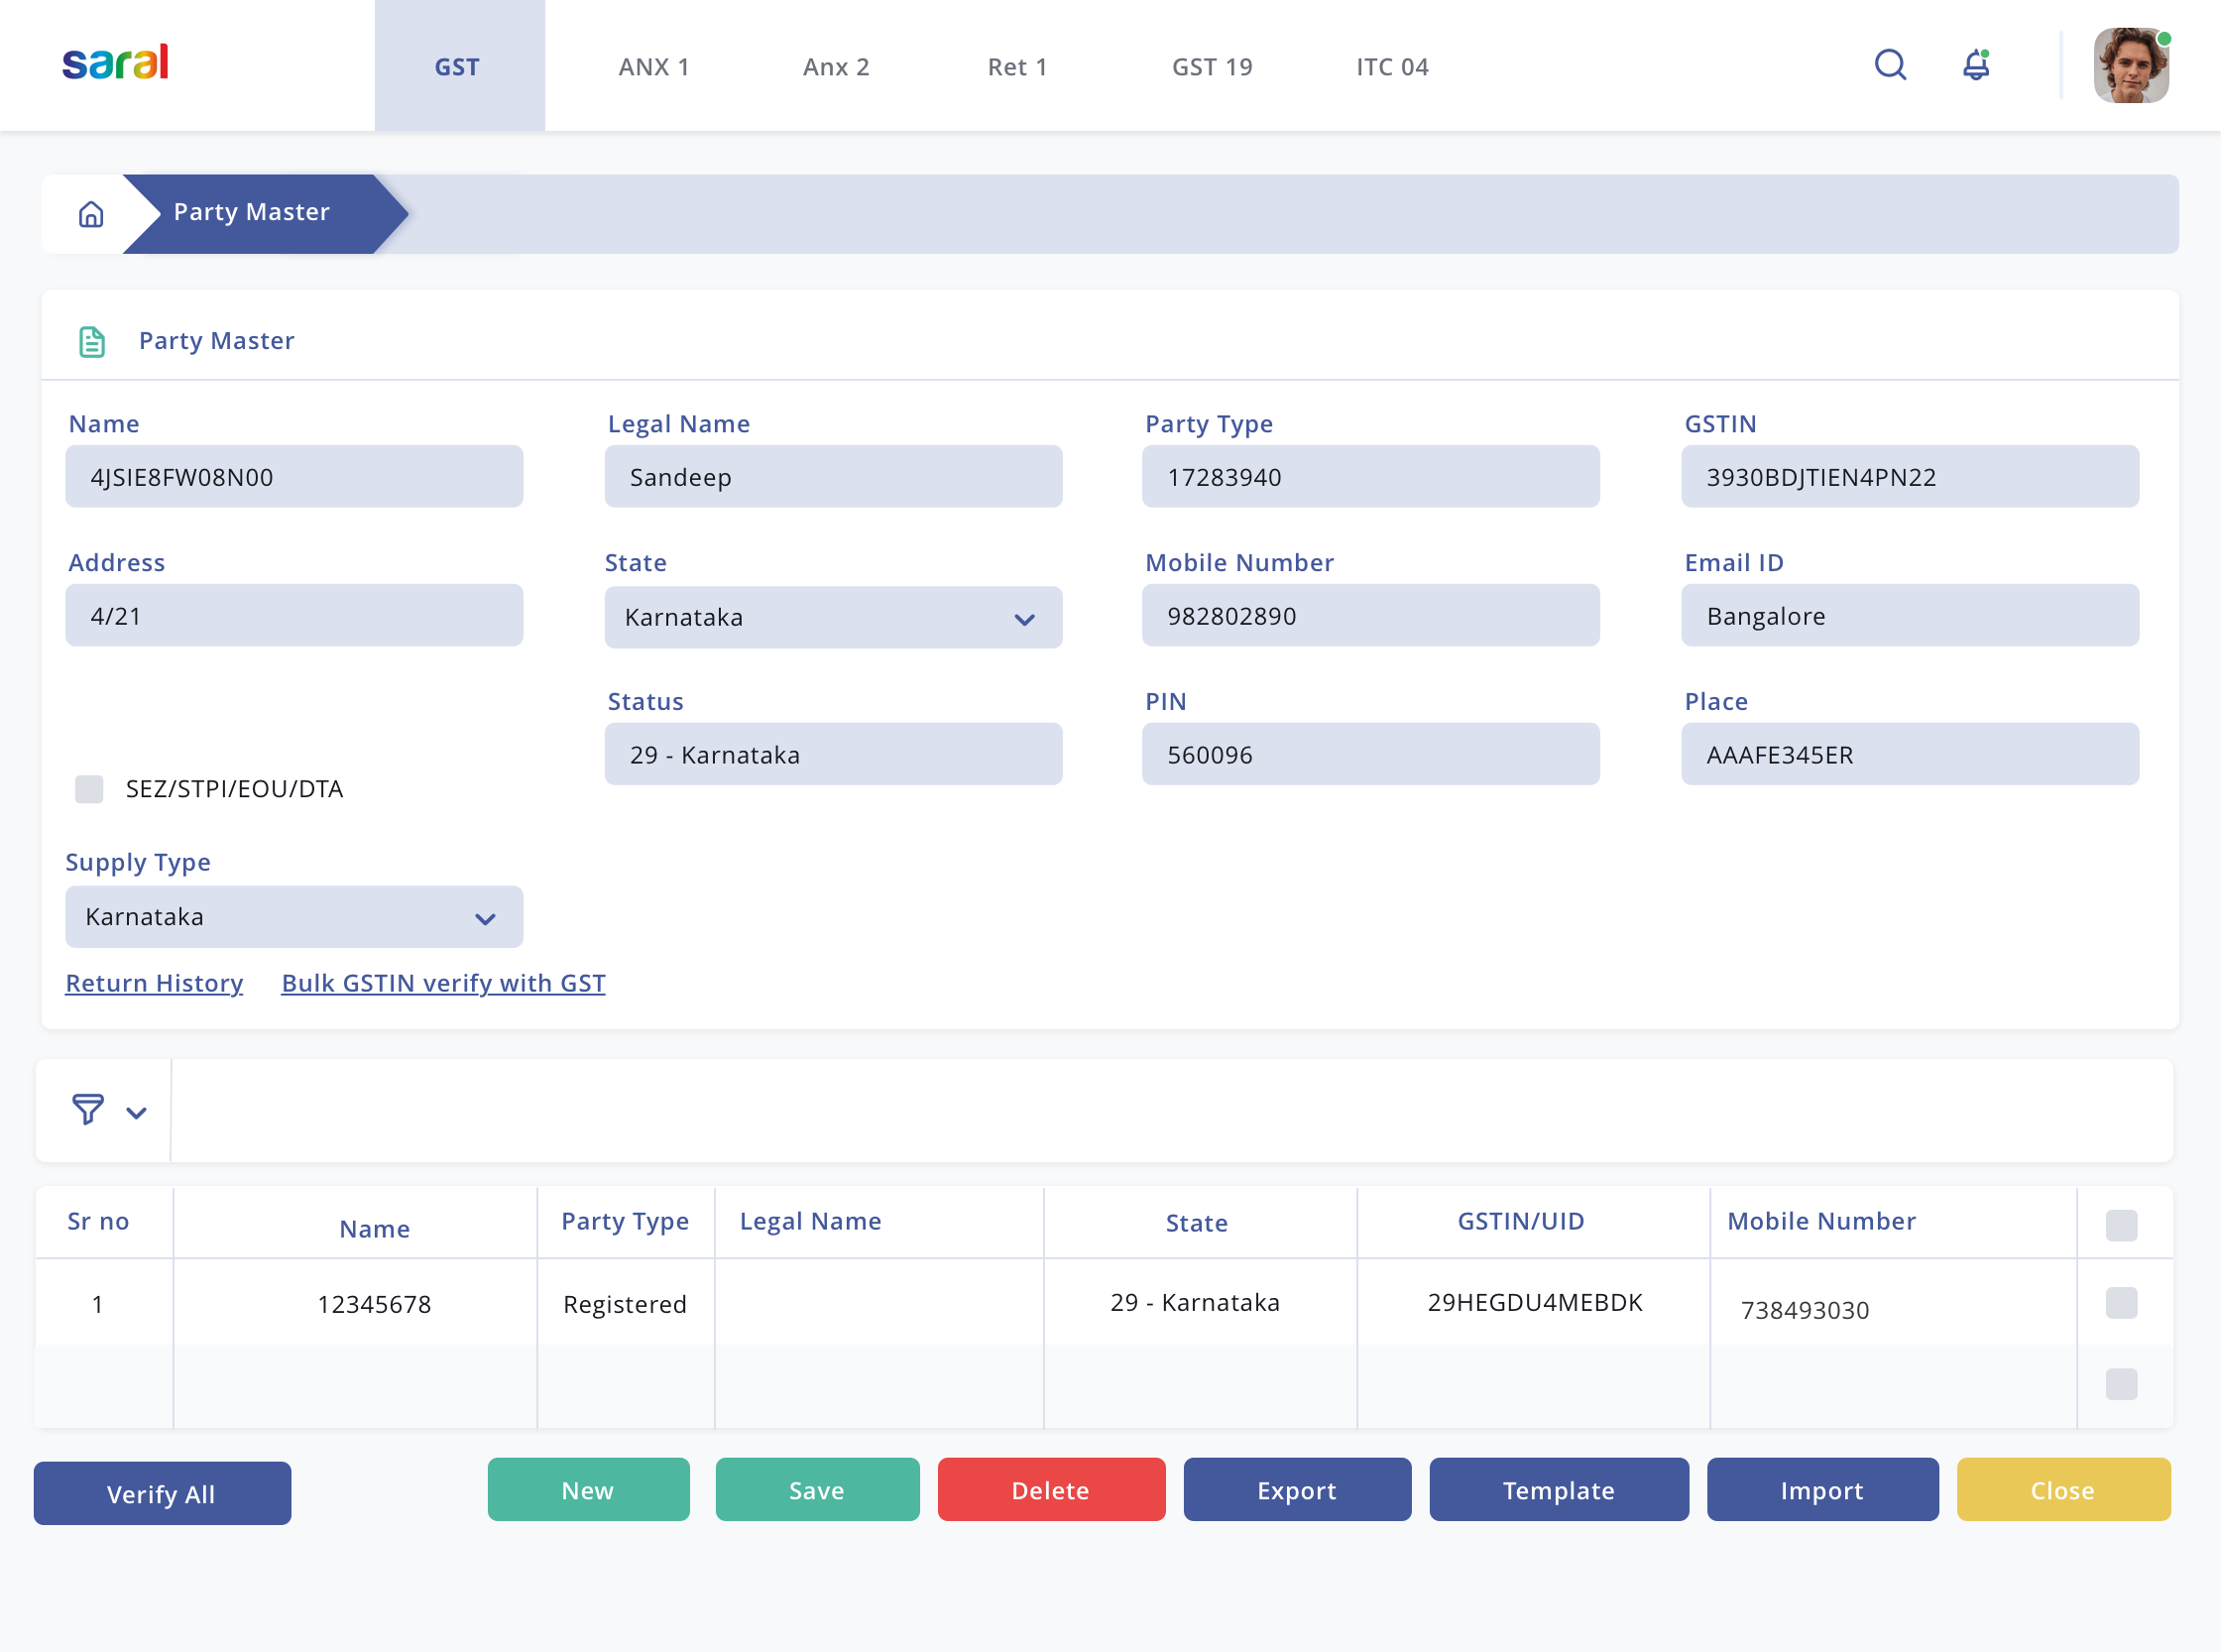 saral GST ANX 1 Anx 2 Ret 1 GST 19 ITC 04
Party Master
Party Master
Name Legal Name Party Type GSTIN
4JSIE8FW08N00 Sandeep 17283940 3930BDJTIEN4PN22
Address State Mobile Number Email ID
4/21 Karnataka 982802890 Bangalore
Status PIN Place
29 - Karnataka 560096 AAAFE345ER
SEZ/STPI/EOU/DTA
Supply Type
Karnataka
Return History Bulk GSTIN verify with GST
Sr no Name Party Type Legal Name State GSTIN/UID Mobile Number
1 12345678 Registered 29 - Karnataka 29HEGDU4MEBDK 738493030
Verify All New Save Delete Export Template Import Close